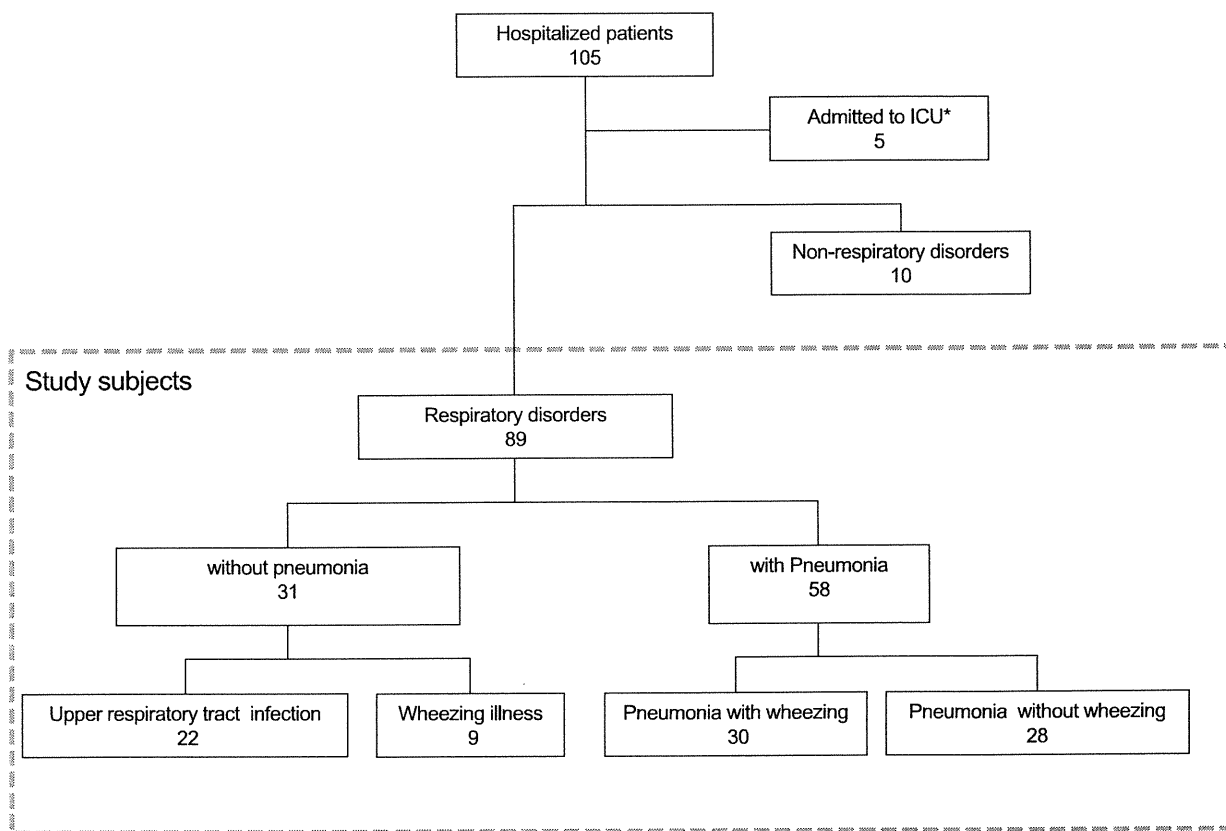 Hospitalized patients
105
Admitted to ICU*
5
Non-respiratory disorders
10
Study subjects
Respiratory disorders
89
without pneumonia
31
with Pneumonia
58
Upper respiratory tract infection
22
Wheezing illness
9
Pneumonia with wheezing
30
Pneumonia without wheezing
28